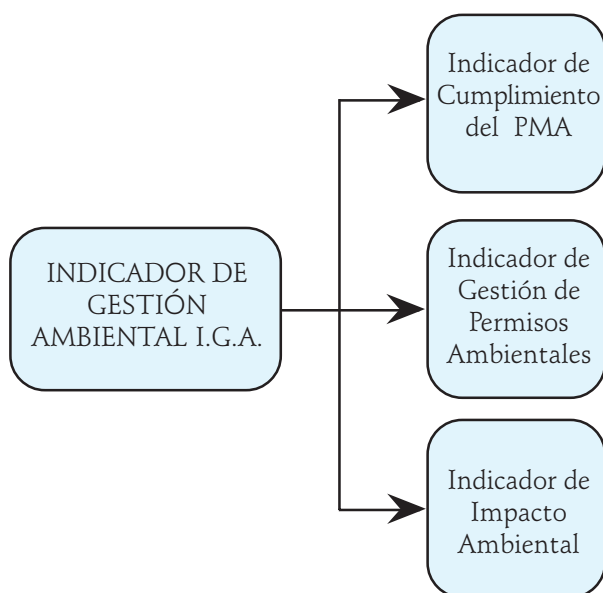 Indicador de
Cumplimiento
del PMA
INDICADOR DE
GESTIÓN
AMBIENTAL I.G.A.
Indicador de
Gestión de
Permisos
Ambientales
Indicador de
Impacto
Ambiental